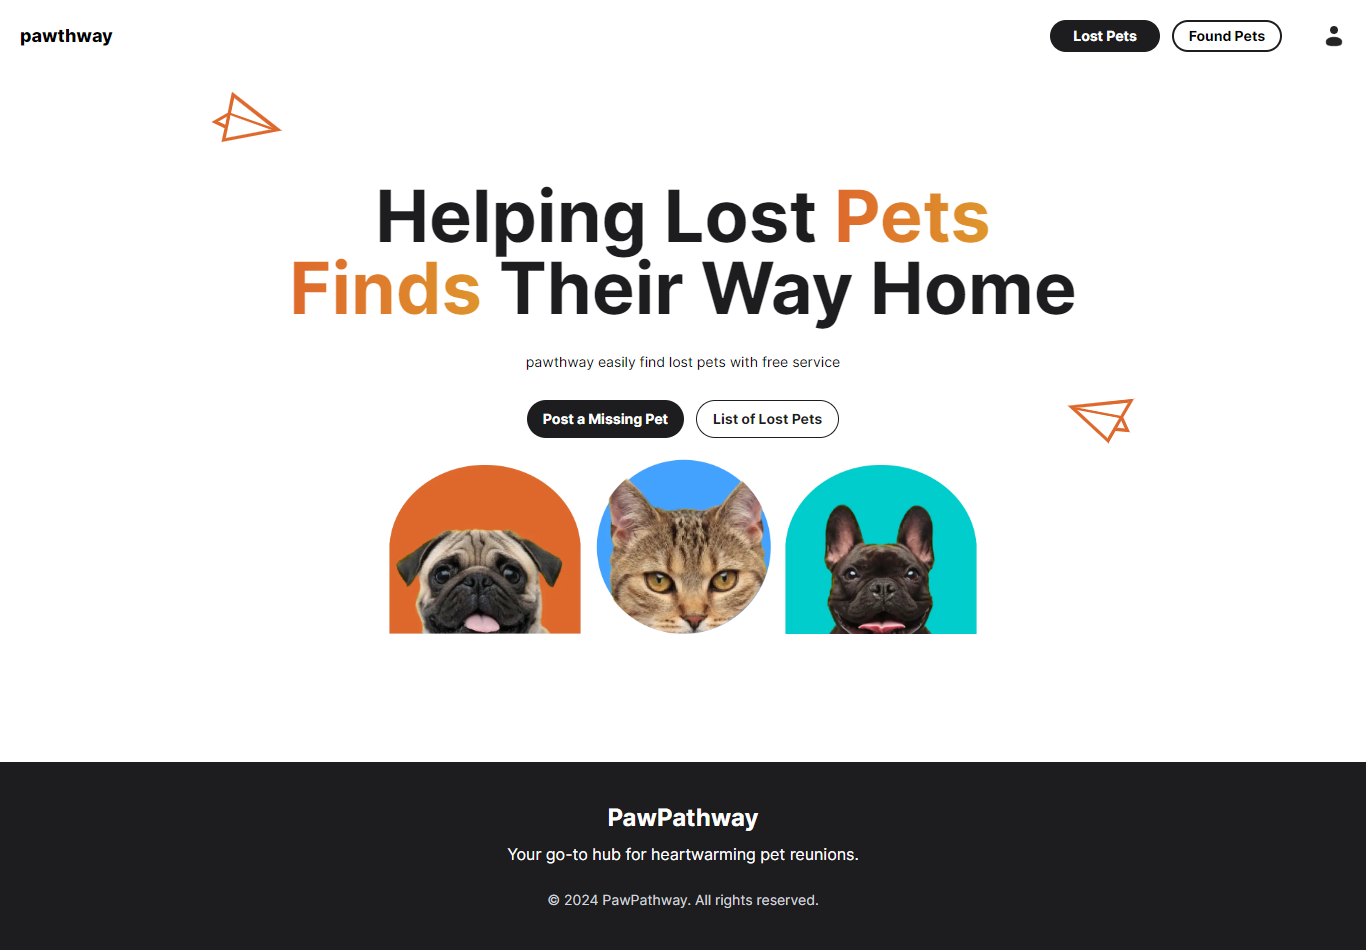 pawthway
Lost Pets
Found Pets
Helping Lost Pets
Finds Their Way Home
pawthway easily find lost pets with free service
Post a Missing Pet
List of Lost Pets
PawPathway
Your go-to hub for heartwarming pet reunions.
© 2024 PawPathway. All rights reserved.